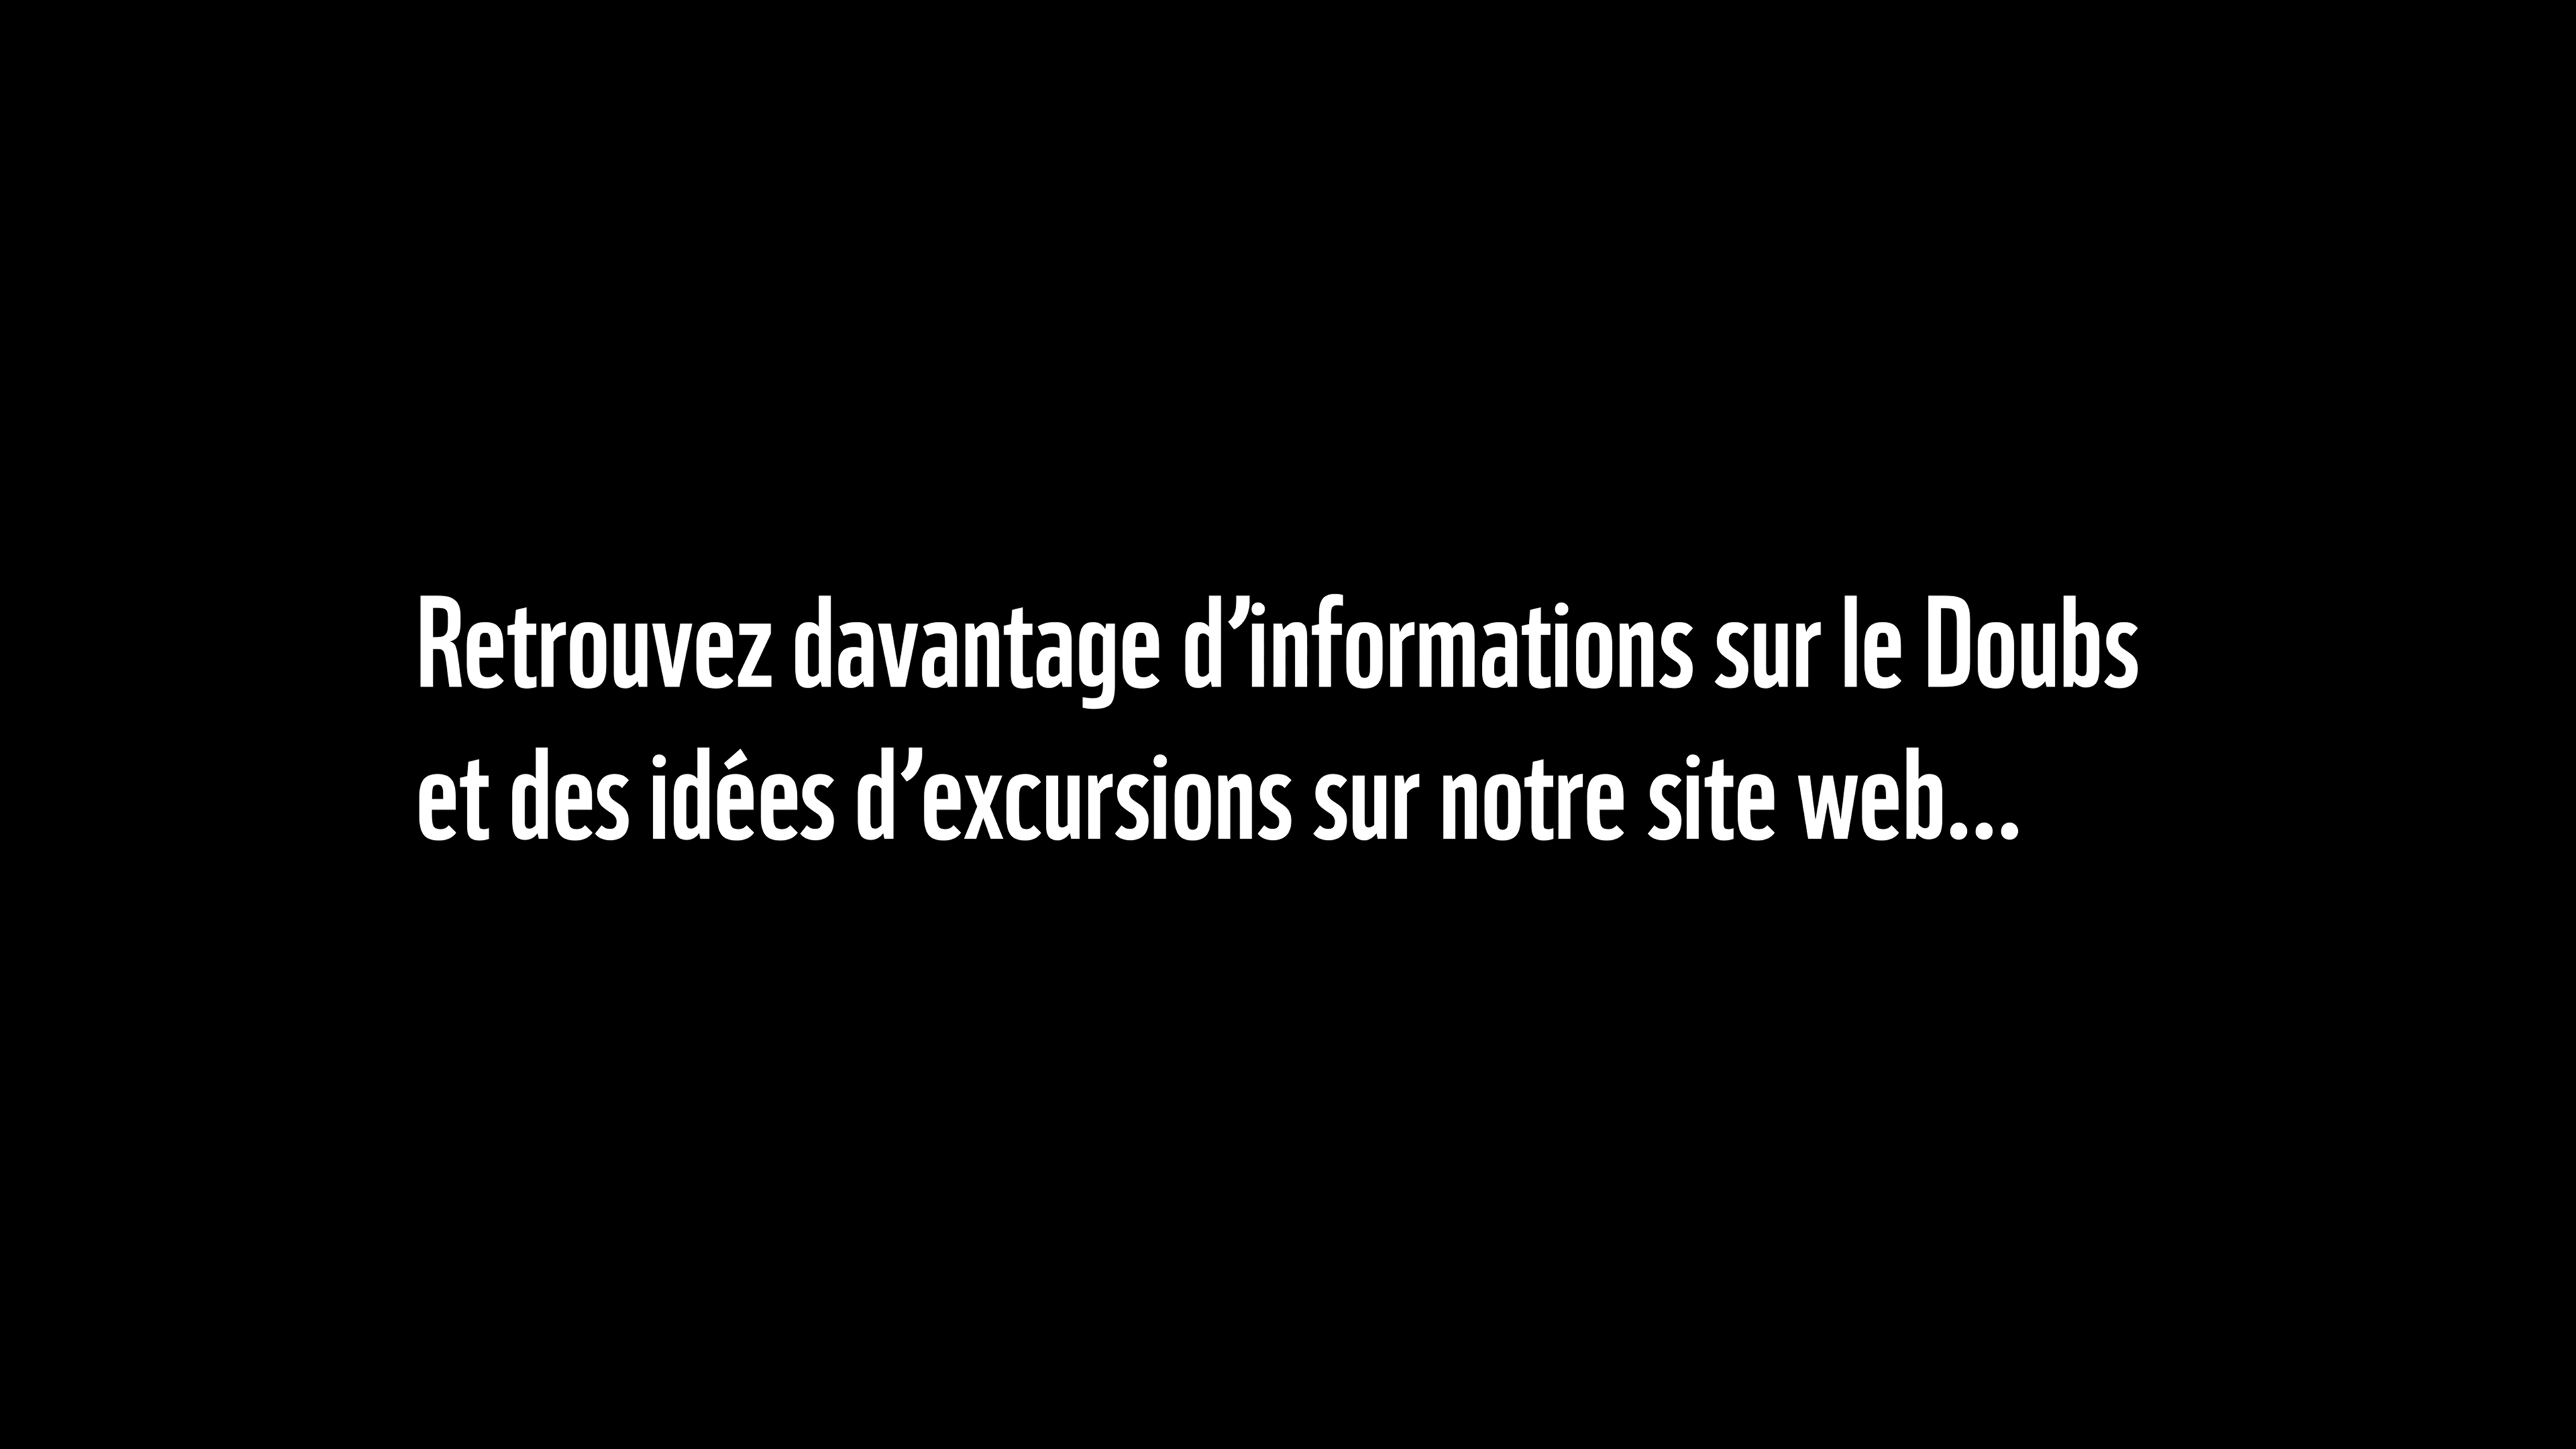 Retrouvez davantage d’informations sur le Doubs
et des idées d’excursions sur notre site web...